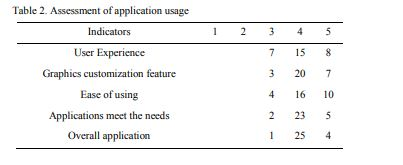 Table 2. Assessment of application usage
Indicators 1 2 3 4 5
User Experience 7 15 8
Graphics customization feature 3 20 7
Ease of using 4 16 10
Applications meet the needs 2 23 5
Overall application 1 25 4